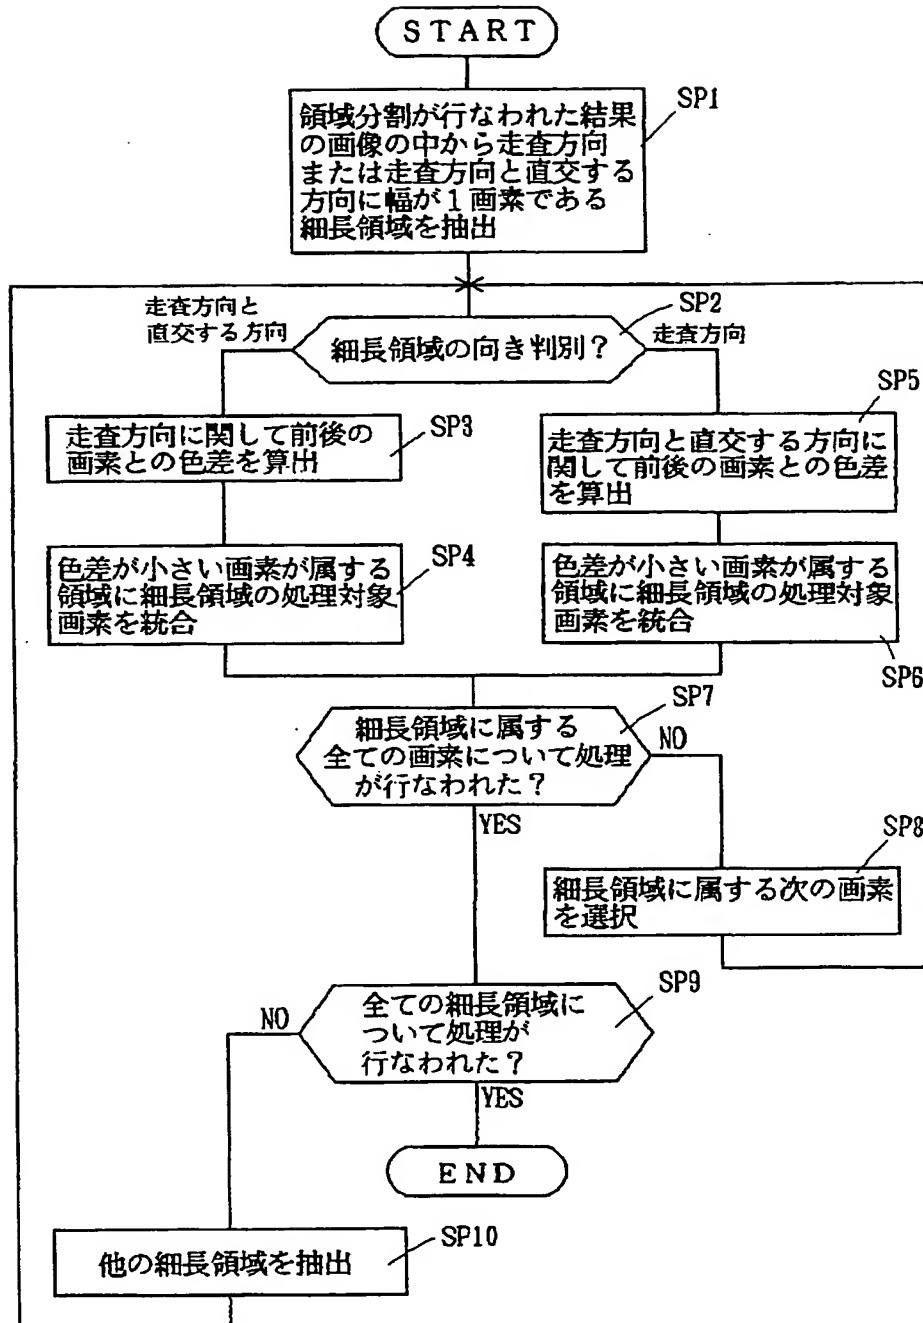 START
SP1
領域分割が行なわれた結果
の画像の中から走査方向
または走査方向と直交する
方向に幅が1画素である
細長領域を抽出
走査方向と
直交する方向
SP2
細長領域の向き判別?
走査方向
SP3
走査方向に関して前後の
画素との色差を算出
SP5
走査方向と直交する方向に
関して前後の画素との色差
を算出
SP4
色差が小さい画素が属する
領域に細長領域の処理対象
画素を統合
色差が小さい画素が属する
領域に細長領域の処理対象
画素を統合
SP6
SP7
細長領域に属する
全ての画素について処理
が行なわれた?
NO
YES
SP8
細長領域に属する次の画素
を選択
SP9
全ての細長領域に
ついて処理が
行なわれた?
NO
YES
END
SP10
他の細長領域を抽出